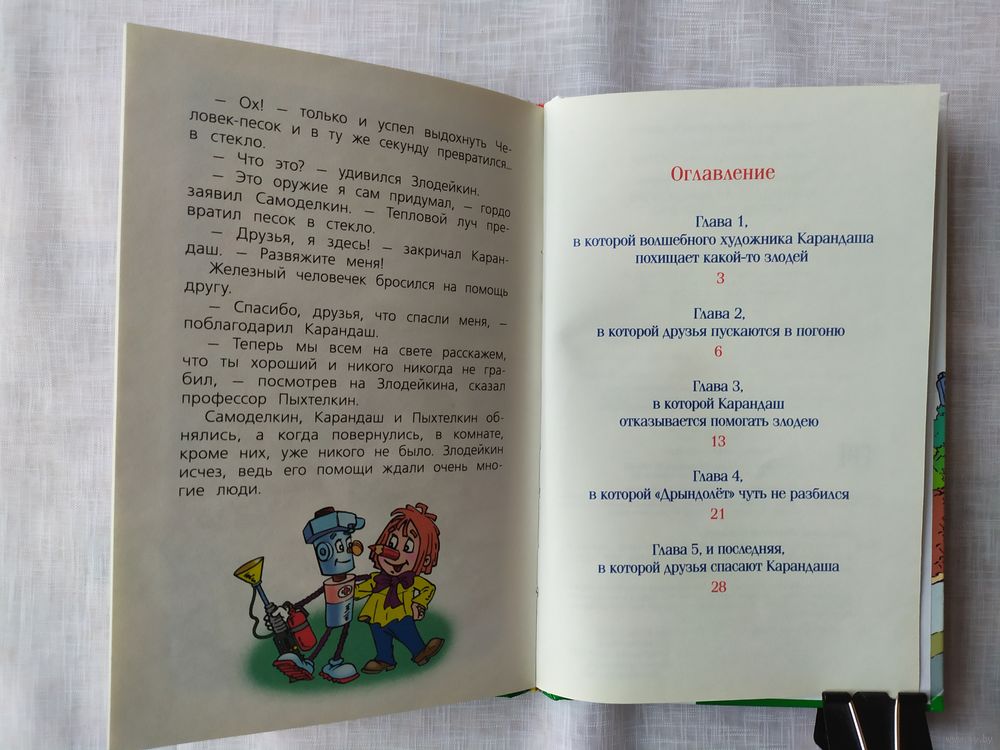 — Ох! — только и успел выдохнуть Че-
ловек-песок и в ту же секунду превратился...
в стекло.
— Что это? — удивился Злодейкин.
— Это оружие я сам придумал, — гордо
заявил Самоделкин. — Тепловой луч пре-
вратил песок в стекло.
— Друзья, я здесь! — закричал Каран-
даш. — Развяжите меня!
Железный человечек бросился на помощь
другу.
— Спасибо, друзья, что спасли меня, —
поблагодарил Карандаш.
— Теперь мы всем на свете расскажем,
что ты хороший и никого никогда не гра-
бил, — посмотрев на Злодейкина, сказал
профессор Пыхтелкин.
Самоделкин, Карандаш и Пыхтелкин об-
нялись, а когда повернулись, в комнате,
кроме них, уже никого не было. Злодейкин
исчез, ведь его помощи ждали очень мно-
гие люди.
Оглавление
Глава 1,
в которой волшебного художника Карандаша
похищает какой-то злодей
3
Глава 2,
в которой друзья пускаются в погоню
6
Глава 3,
в которой Карандаш
отказывается помогать злодею
13
Глава 4,
в которой «Дрындолёт» чуть не разбился
21
Глава 5, и последняя,
в которой друзья спасают Карандаша
28